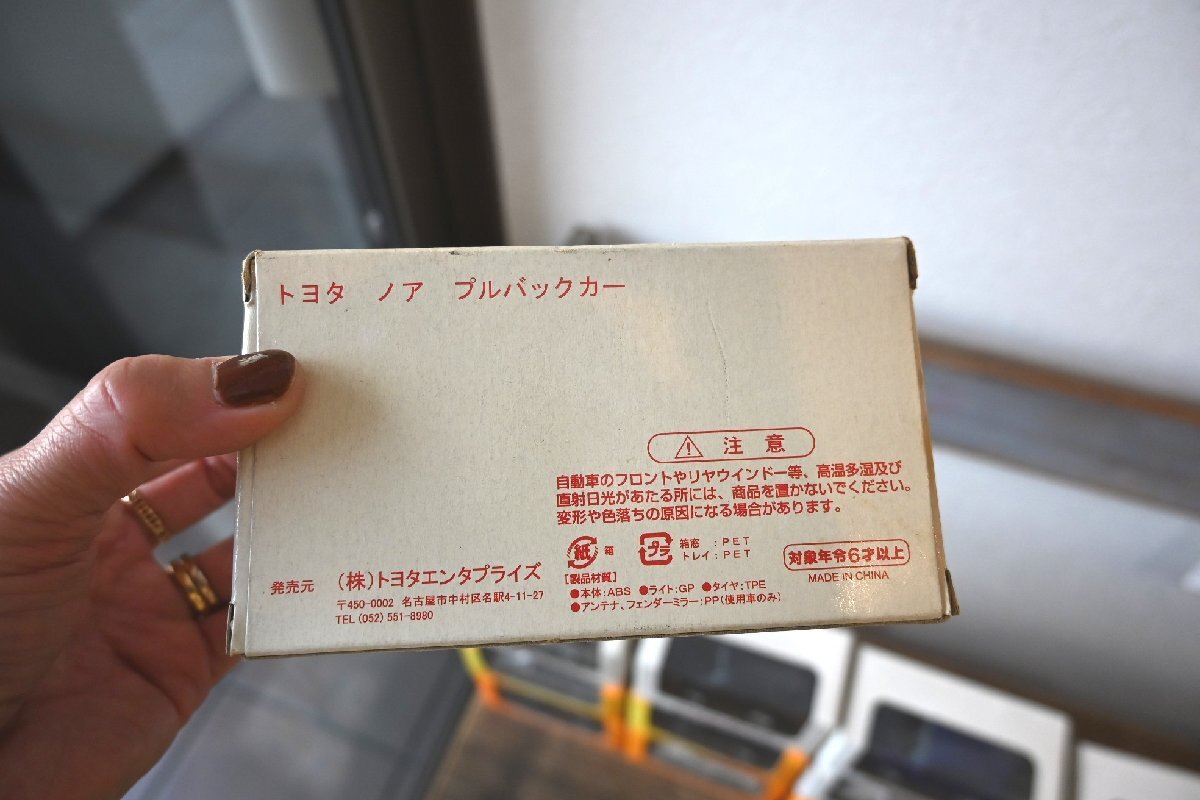 トヨタ ノア プルバックカー
⚠ 注意
自動車のフロントやリヤウインドー等、高温多湿及び
直射日光があたる所には、商品を置かないでください。
変形や色落ちの原因になる場合があります。
紙 箱
プラ 箱窓 :PET
トレイ:PET
対象年令6才以上
MADE IN CHINA
【製品材質】
●本体:ABS ●ライト:GP ●タイヤ:TPE
●アンテナ、フェンダーミラー:PP(使用車のみ)
発売元 (株)トヨタエンタプライズ
〒450-0002 名古屋市中村区名駅4-11-27
TEL (052) 551-8980